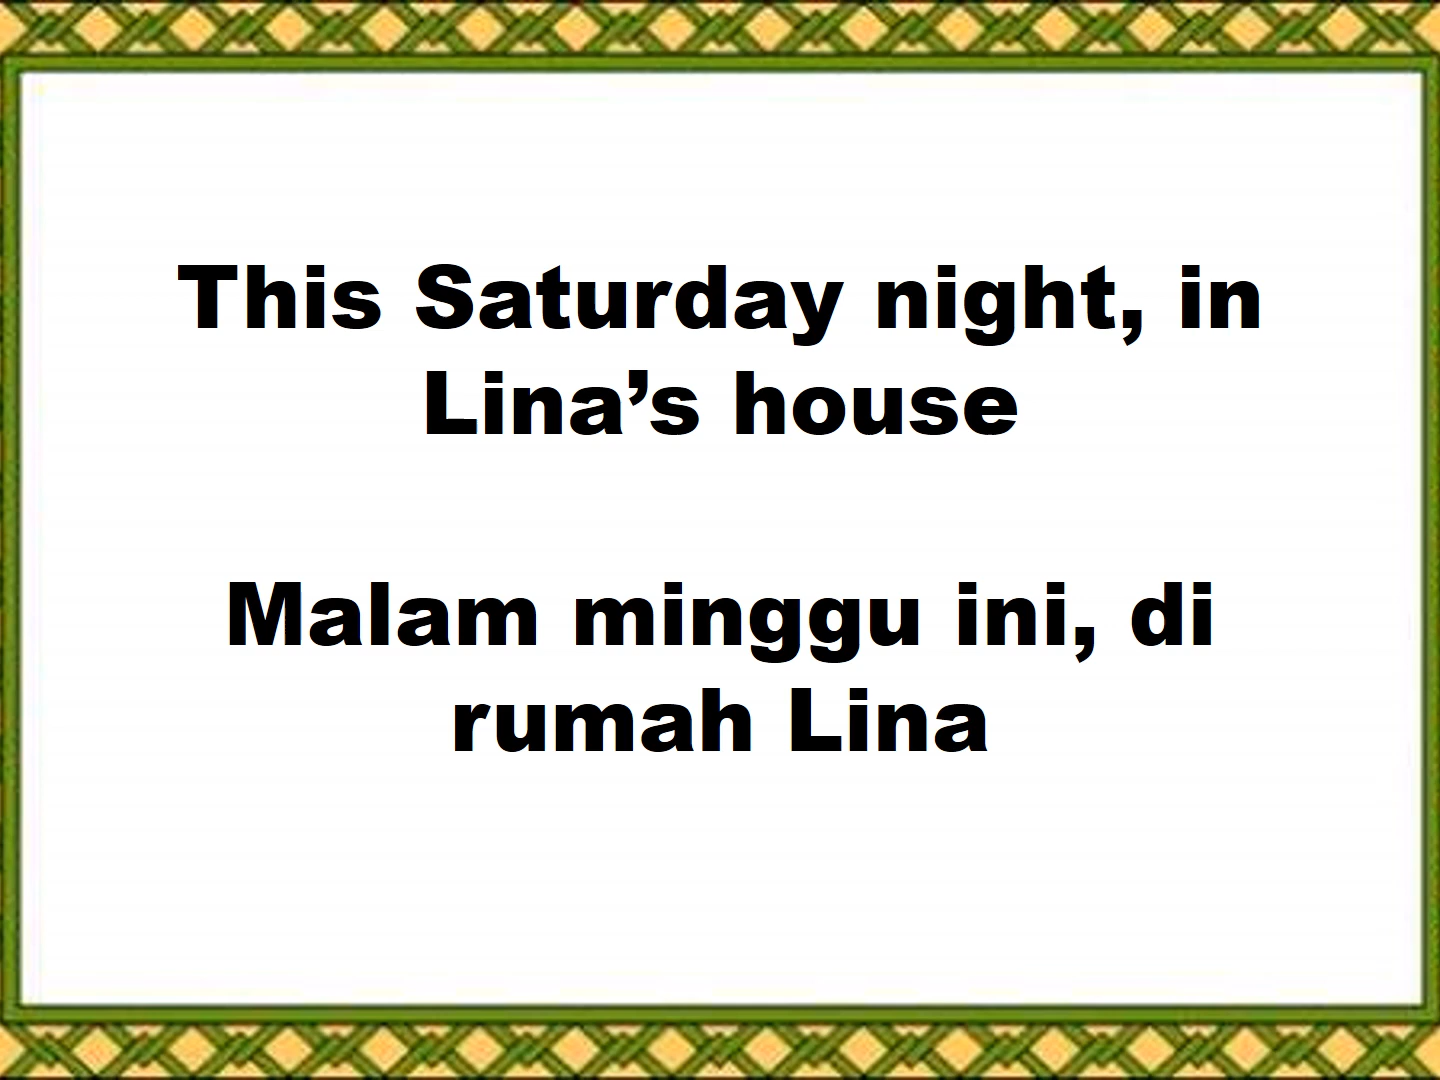 This Saturday night, in
Lina’s house
Malam minggu ini, di
rumah Lina